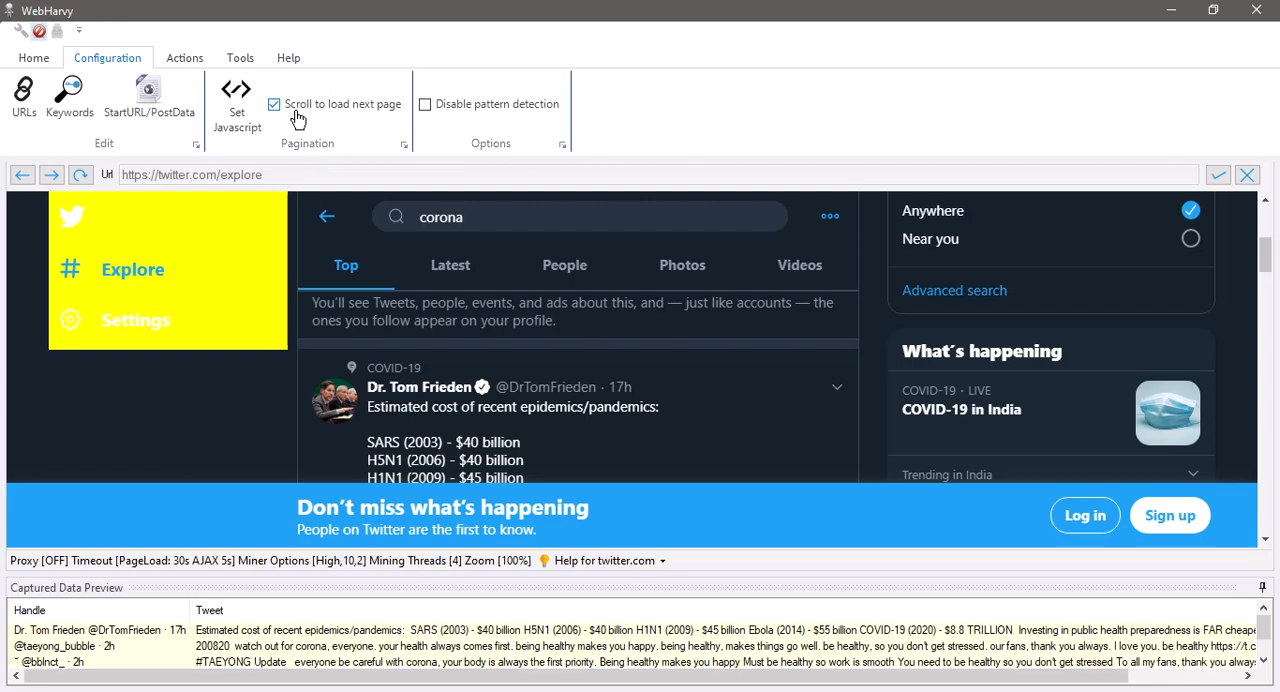 WebHarvy
Home Configuration Actions Tools Help
URLs Keywords StartURL/PostData
Set
Javascript
Scroll to load next page
Disable pattern detection
Edit Pagination Options
Url https://twitter.com/explore
Explore
Settings
corona
Top Latest People Photos Videos
You'll see Tweets, people, events, and ads about this, and — just like accounts — the
ones you follow appear on your profile.
COVID-19
Dr. Tom Frieden @DrTomFrieden · 17h
Estimated cost of recent epidemics/pandemics:
SARS (2003) - $40 billion
H5N1 (2006) - $40 billion
H1N1 (2009) - $45 billion
Anywhere
Near you
Advanced search
What´s happening
COVID-19 · LIVE
COVID-19 in India
Trending in India
Don't miss what's happening
People on Twitter are the first to know.
Log in Sign up
Proxy [OFF] Timeout [PageLoad: 30s AJAX 5s] Miner Options [High,10,2] Mining Threads [4] Zoom [100%] Help for twitter.com
Captured Data Preview
Handle Tweet
Dr. Tom Frieden @DrTomFrieden · 17h Estimated cost of recent epidemics/pandemics: SARS (2003) - $40 billion H5N1 (2006) - $40 billion H1N1 (2009) - $45 billion Ebola (2014) - $55 billion COVID-19 (2020) - $8.8 TRILLION Investing in public health preparedness is FAR cheape
@taeyong_bubble · 2h 200820 watch out for corona, everyone. your health always comes first. being healthy makes you happy. being healthy, makes things go well. be healthy, so you don't get stressed. our fans, thank you always. I love you. be healthy https://t.c
@bblnct_ · 2h #TAEYONG Update everyone be careful with corona, your body is always the first priority. Being healthy makes you happy Must be healthy so work is smooth You need to be healthy so you don't get stressed To all my fans, thank you alway